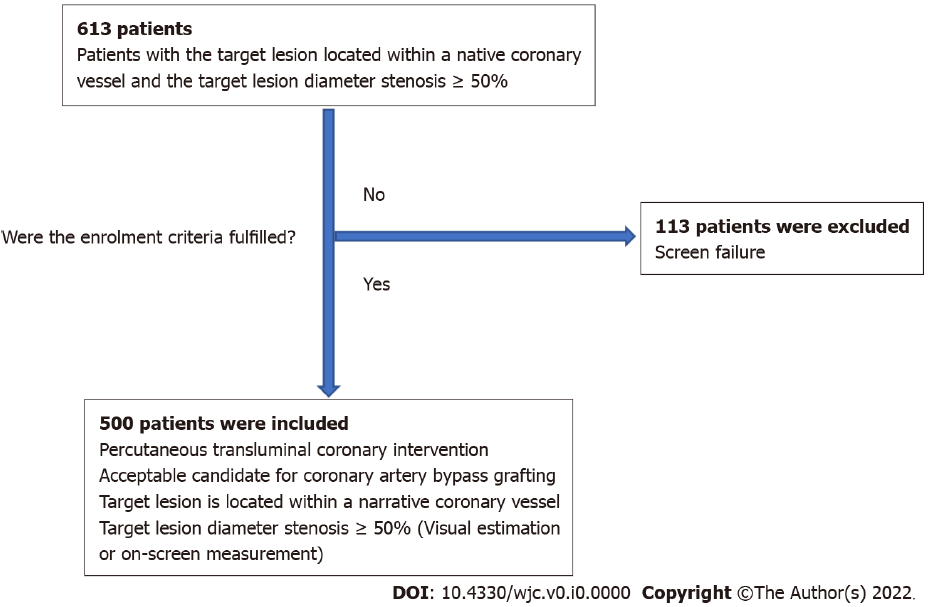 613 patients
Patients with the target lesion located within a native coronary
vessel and the target lesion diameter stenosis ≥ 50%
No
Were the enrolment criteria fulfilled?
113 patients were excluded
Screen failure
Yes
500 patients were included
Percutaneous transluminal coronary intervention
Acceptable candidate for coronary artery bypass grafting
Target lesion is located within a narrative coronary vessel
Target lesion diameter stenosis ≥ 50% (Visual estimation
or on-screen measurement)
DOI: 10.4330/wjc.v0.i0.0000 Copyright ©The Author(s) 2022.